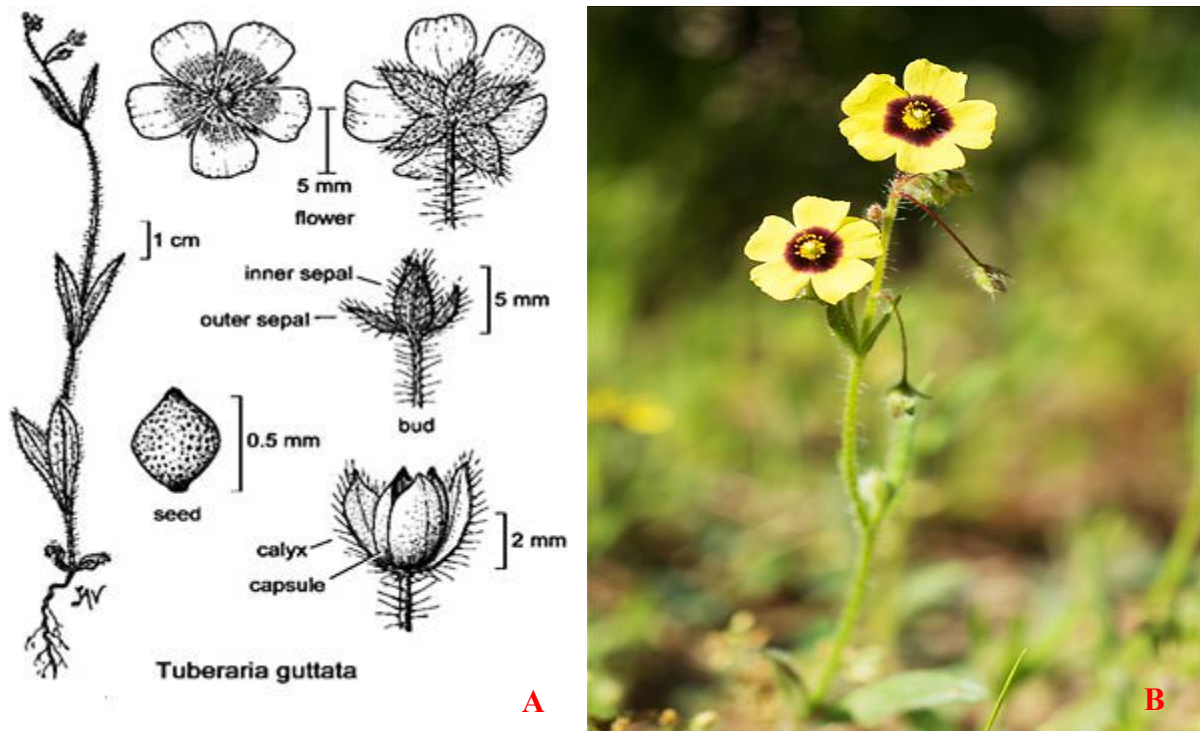 5 mm
flower
1 cm
inner sepal
outer sepal
5 mm
bud
0.5 mm
seed
calyx
capsule
2 mm
Tuberaria guttata
A
B